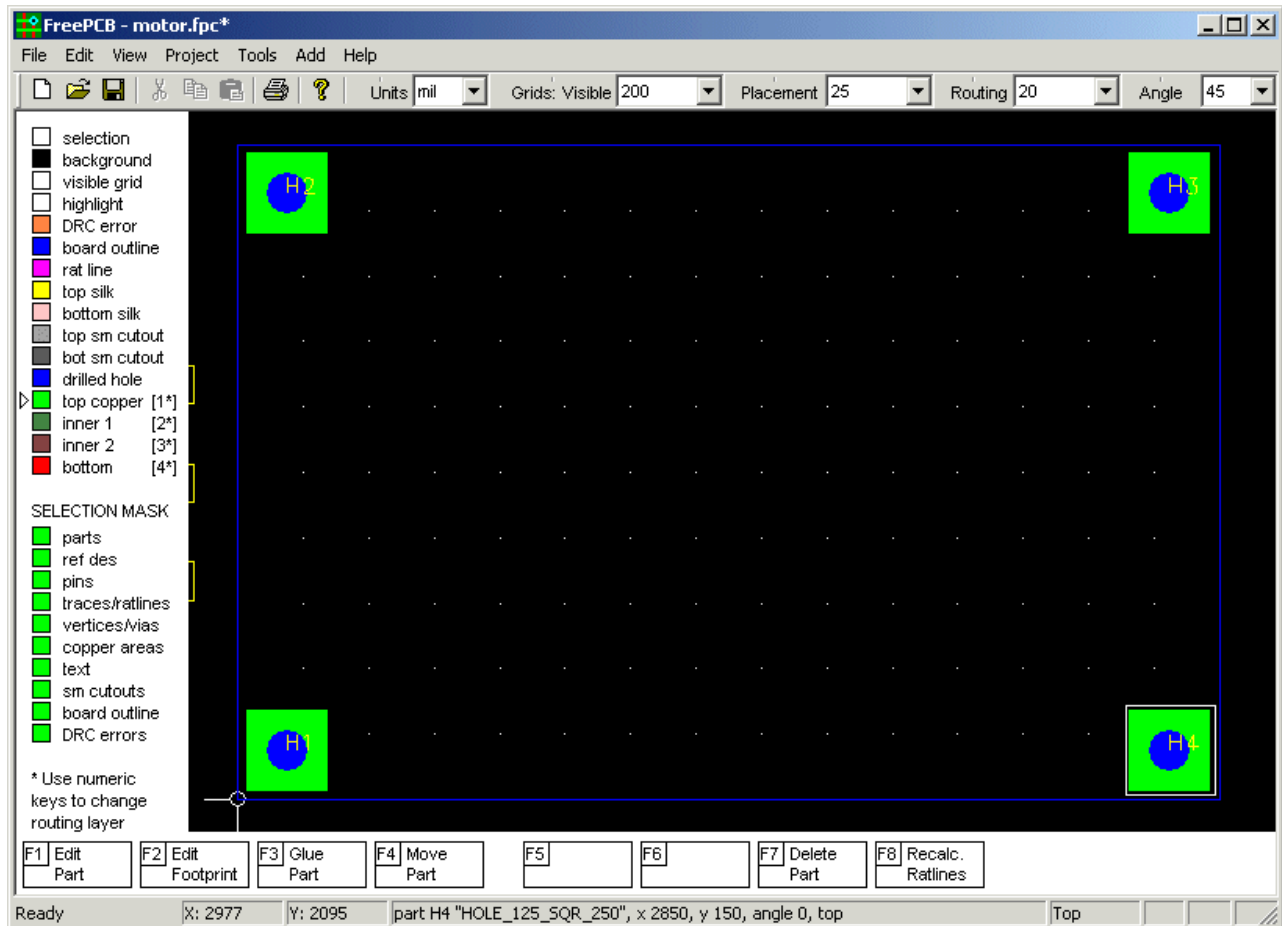 FreePCB - motor.fpc*
File Edit View Project Tools Add Help
Units mil Grids: Visible 200 Placement 25 Routing 20 Angle 45
selection
background
visible grid
highlight
DRC error
board outline
rat line
top silk
bottom silk
top sm cutout
bot sm cutout
drilled hole
top copper [1*]
inner 1 [2*]
inner 2 [3*]
bottom [4*]
SELECTION MASK
parts
ref des
pins
traces/ratlines
vertices/vias
copper areas
text
sm cutouts
board outline
DRC errors
* Use numeric
keys to change
routing layer
H2
H3
H1
H4
F1 Edit Part
F2 Edit Footprint
F3 Glue Part
F4 Move Part
F5
F6
F7 Delete Part
F8 Recalc. Ratlines
Ready X: 2977 Y: 2095 part H4 "HOLE_125_SQR_250", x 2850, y 150, angle 0, top Top